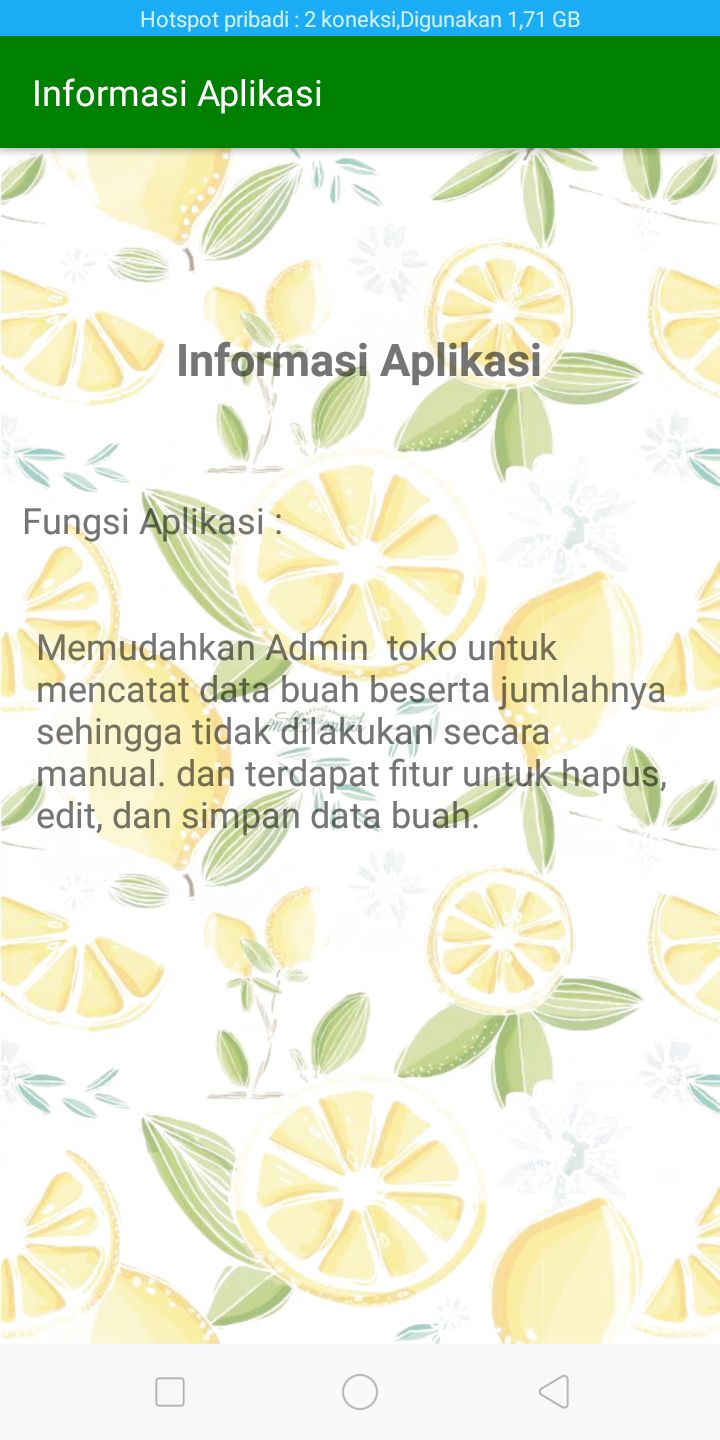 Hotspot pribadi : 2 koneksi,Digunakan 1,71 GB
Informasi Aplikasi
Informasi Aplikasi
Fungsi Aplikasi :
Memudahkan Admin  toko untuk
mencatat data buah beserta jumlahnya
sehingga tidak dilakukan secara
manual. dan terdapat fitur untuk hapus,
edit, dan simpan data buah.